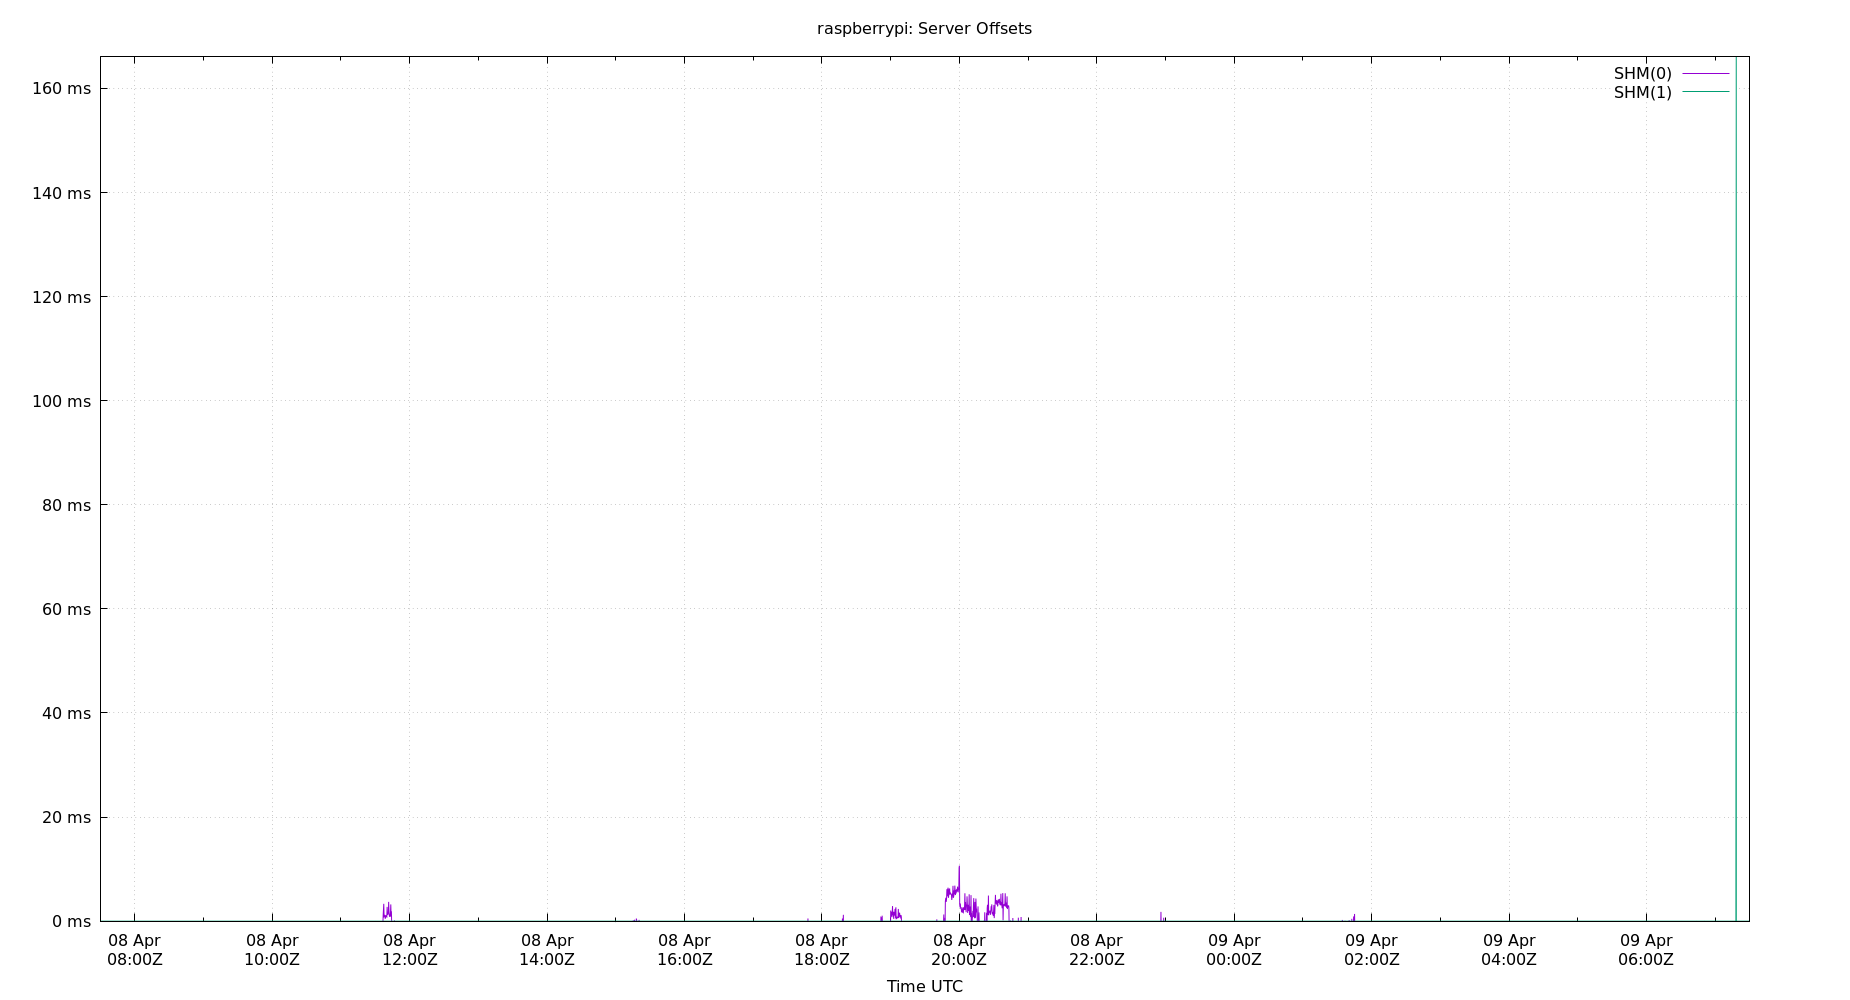 raspberrypi: Server Offsets
SHM(0)
SHM(1)
160 ms
140 ms
120 ms
100 ms
80 ms
60 ms
40 ms
20 ms
0 ms
08 Apr 08 Apr 08 Apr 08 Apr 08 Apr 08 Apr 08 Apr 08 Apr 09 Apr 09 Apr 09 Apr 09 Apr
08:00Z 10:00Z 12:00Z 14:00Z 16:00Z 18:00Z 20:00Z 22:00Z 00:00Z 02:00Z 04:00Z 06:00Z
Time UTC